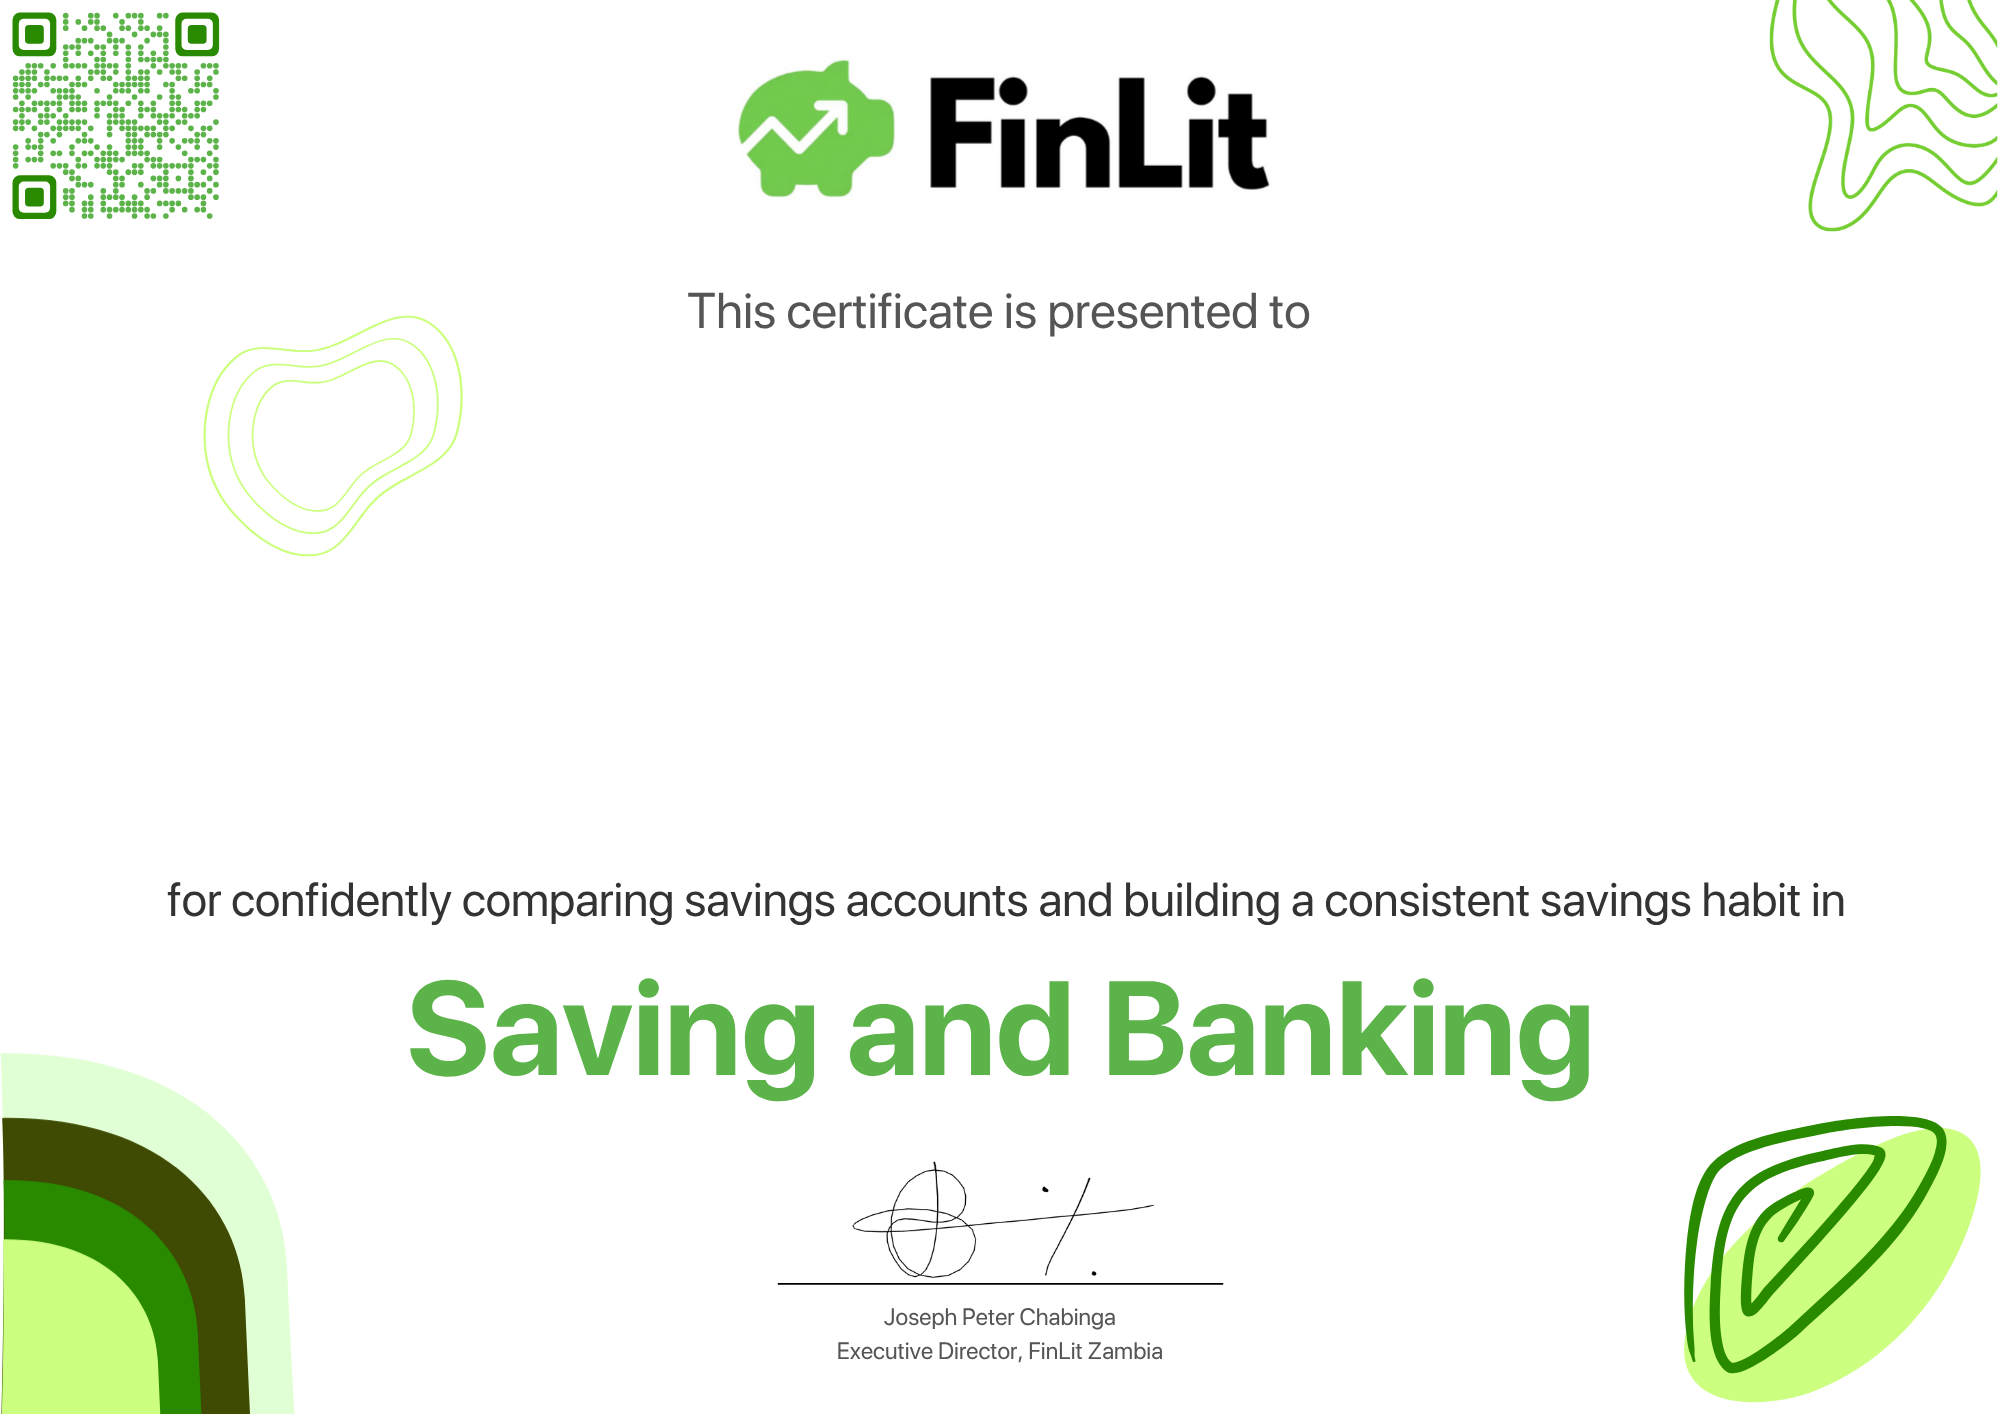 FinLit
This certificate is presented to
for confidently comparing savings accounts and building a consistent savings habit in
Saving and Banking
Joseph Peter Chabinga
Executive Director, FinLit Zambia